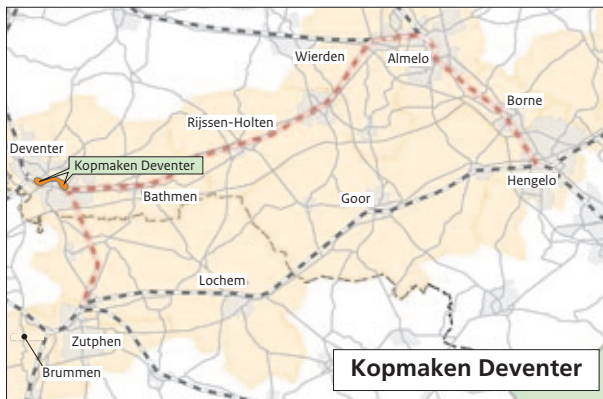 Wierden
Almelo
Borne
Rijssen-Holten
Deventer
Kopmaken Deventer
Hengelo
Bathmen
Goor
Lochem
Zutphen
Brummen
Kopmaken Deventer